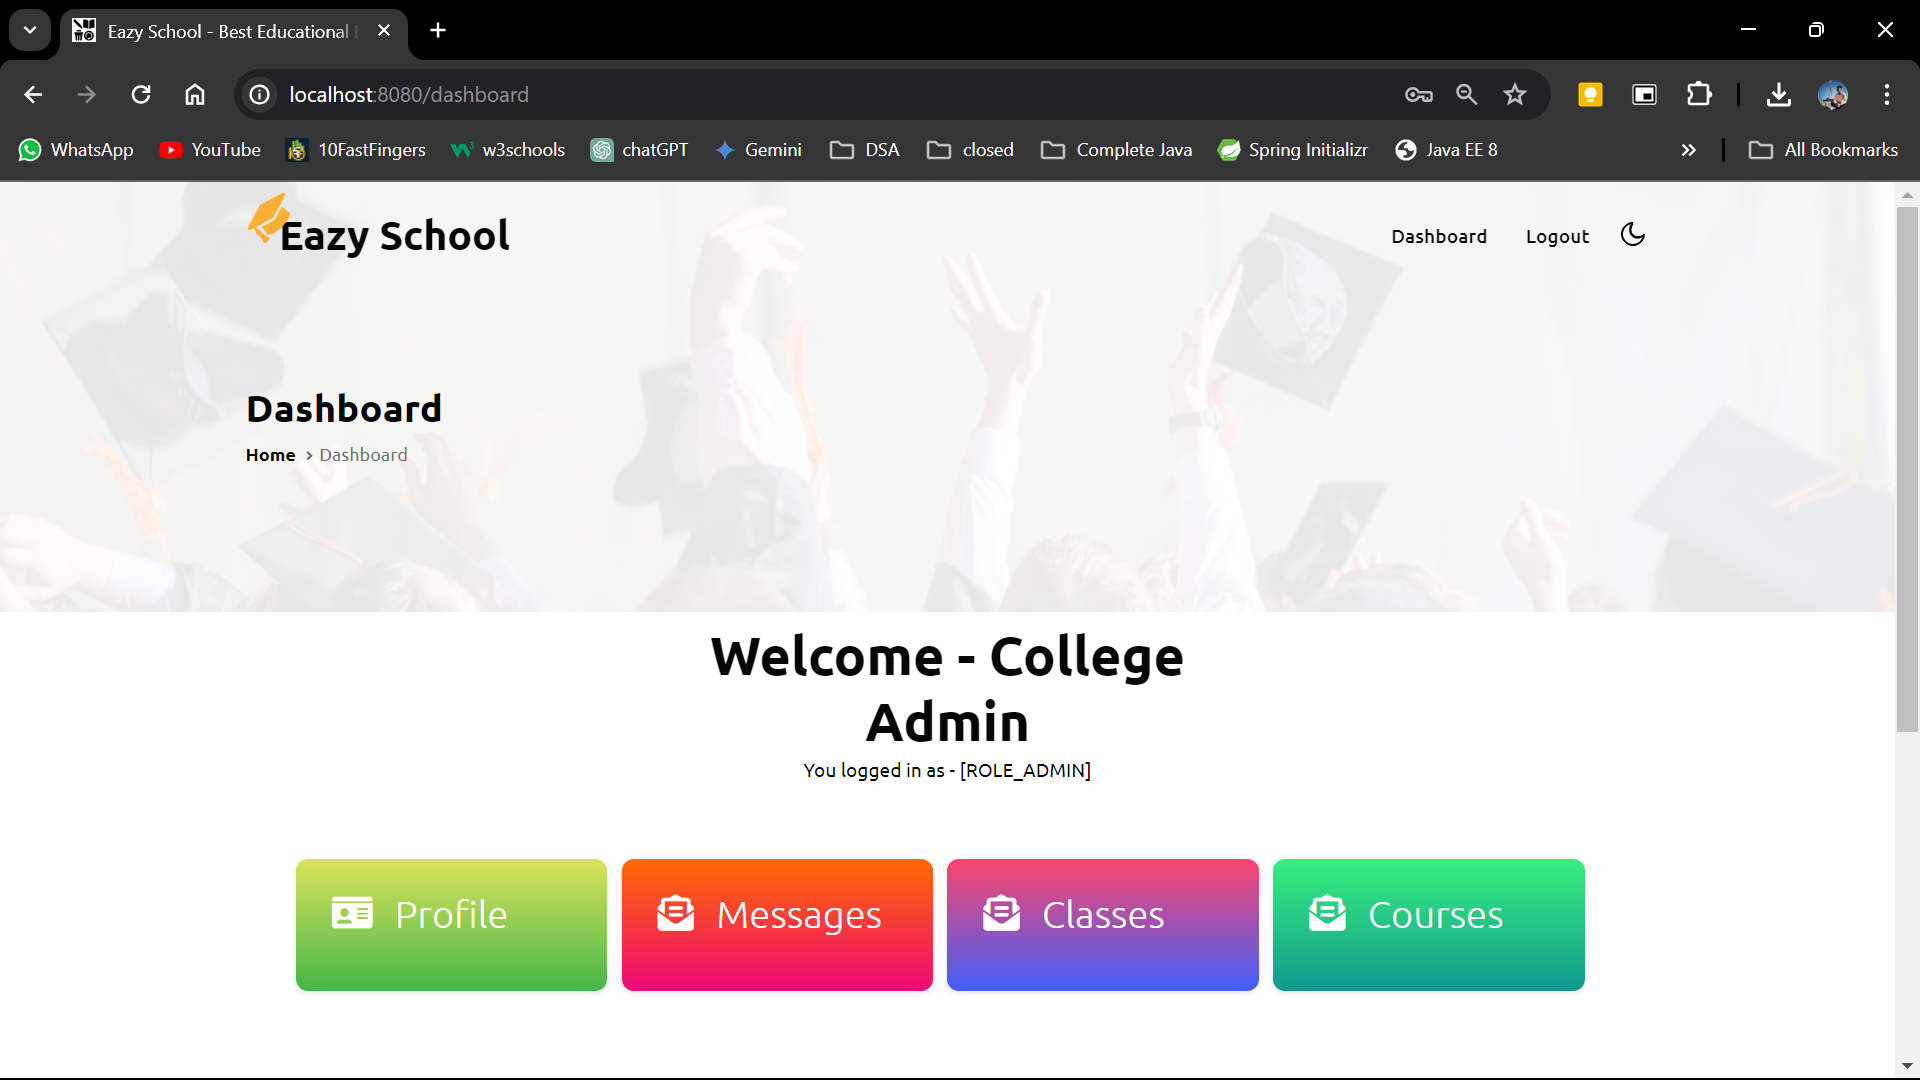 Eazy School - Best Educational
localhost:8080/dashboard
WhatsApp YouTube 10FastFingers w3schools chatGPT Gemini DSA closed Complete Java Spring Initializr Java EE 8 » All Bookmarks
Eazy School Dashboard Logout
Dashboard
Home > Dashboard
Welcome - College
Admin
You logged in as - [ROLE_ADMIN]
Profile Messages Classes Courses